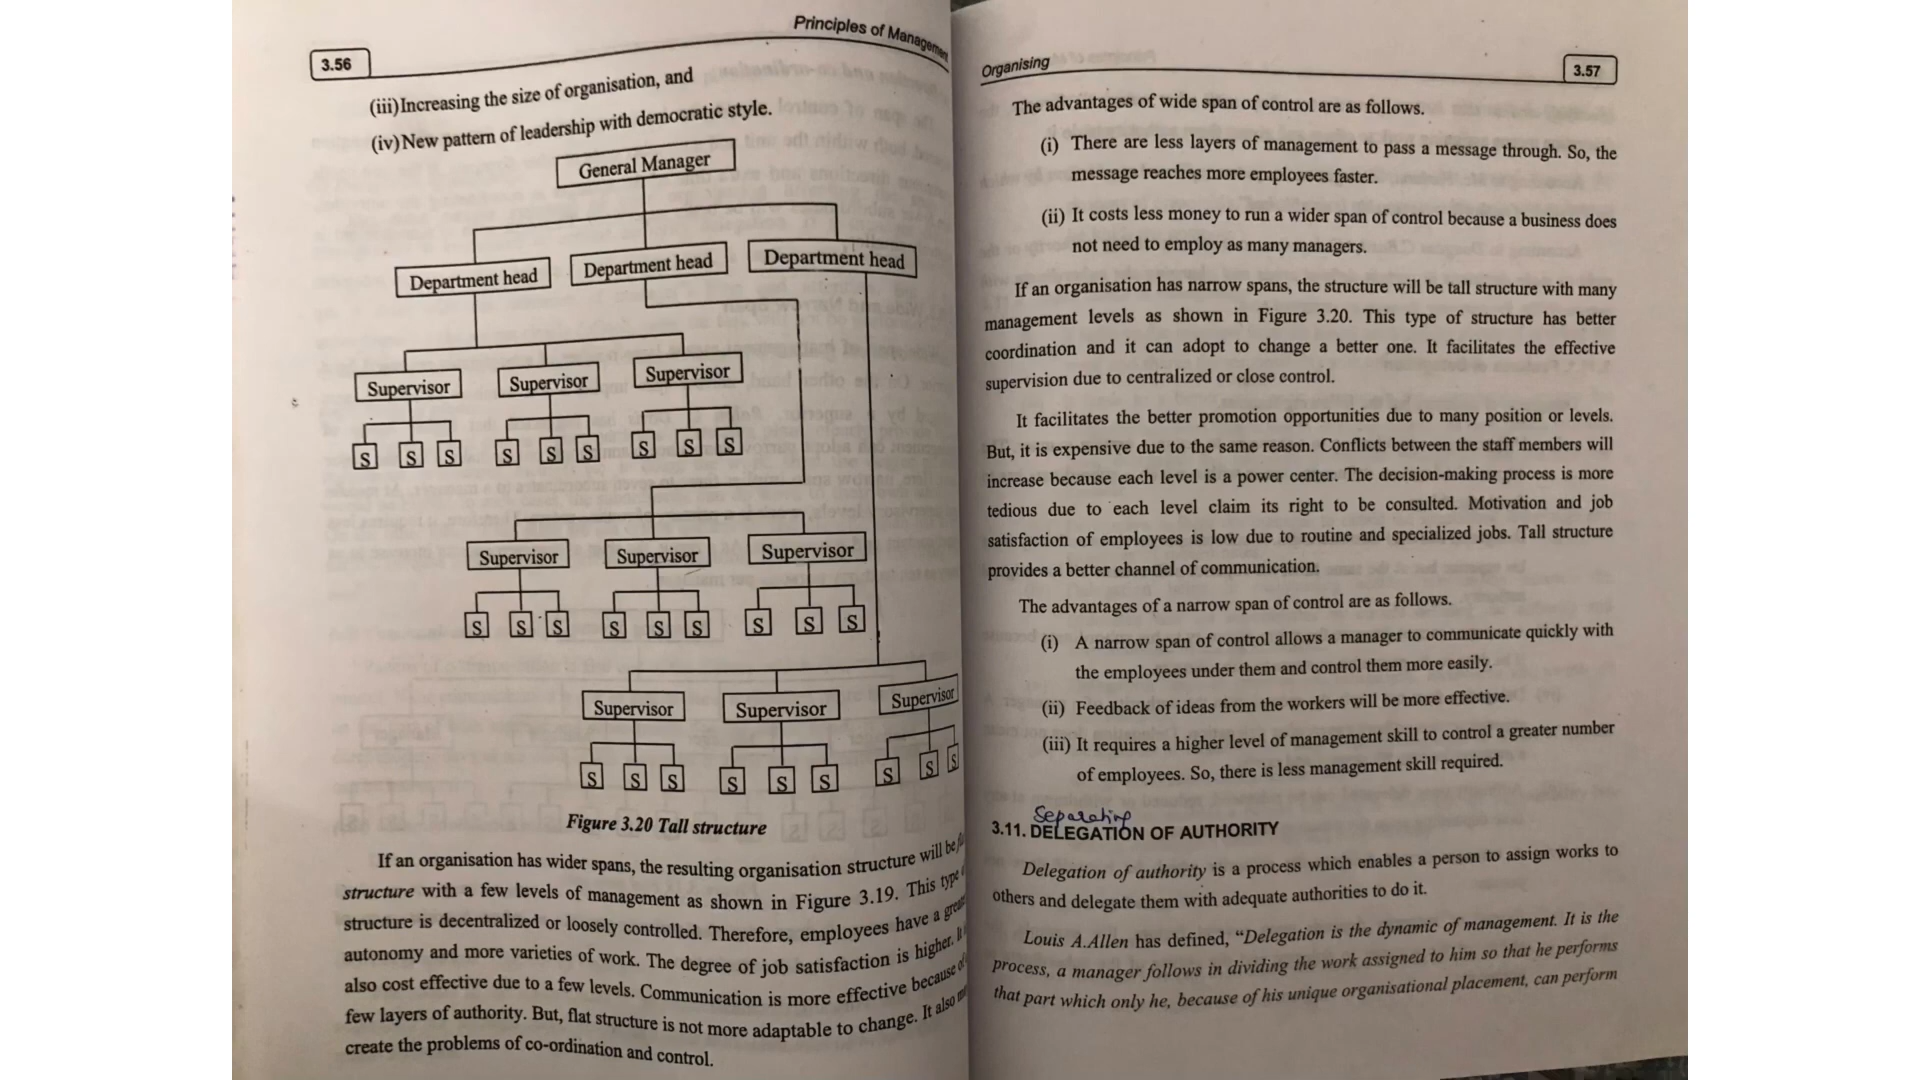 3.56
Principles of Management
(iii) Increasing the size of organisation, and
(iv) New pattern of leadership with democratic style.
General Manager
Department head Department head Department head
Supervisor Supervisor Supervisor
S S S S S S S S S
Supervisor Supervisor Supervisor
S S S S S S S S S
Supervisor Supervisor Supervisor
S S S S S S S S S
Figure 3.20 Tall structure
If an organisation has wider spans, the resulting organisation structure will be
structure with a few levels of management as shown in Figure 3.19. This type
structure is decentralized or loosely controlled. Therefore, employees have a
autonomy and more varieties of work. The degree of job satisfaction is higher.
also cost effective due to a few levels. Communication is more effective because of
few layers of authority. But, flat structure is not more adaptable to change. It also
create the problems of co-ordination and control.
Organising
3.57
The advantages of wide span of control are as follows.
(i) There are less layers of management to pass a message through. So, the
message reaches more employees faster.
(ii) It costs less money to run a wider span of control because a business does
not need to employ as many managers.
If an organisation has narrow spans, the structure will be tall structure with many
management levels as shown in Figure 3.20. This type of structure has better
coordination and it can adopt to change a better one. It facilitates the effective
supervision due to centralized or close control.
It facilitates the better promotion opportunities due to many position or levels.
But, it is expensive due to the same reason. Conflicts between the staff members will
increase because each level is a power center. The decision-making process is more
tedious due to each level claim its right to be consulted. Motivation and job
satisfaction of employees is low due to routine and specialized jobs. Tall structure
provides a better channel of communication.
The advantages of a narrow span of control are as follows.
(i) A narrow span of control allows a manager to communicate quickly with
the employees under them and control them more easily.
(ii) Feedback of ideas from the workers will be more effective.
(iii) It requires a higher level of management skill to control a greater number
of employees. So, there is less management skill required.
Separating
3.11. DELEGATION OF AUTHORITY
Delegation of authority is a process which enables a person to assign works to
others and delegate them with adequate authorities to do it.
Louis A.Allen has defined, “Delegation is the dynamic of management. It is the
process, a manager follows in dividing the work assigned to him so that he performs
that part which only he, because of his unique organisational placement, can perform